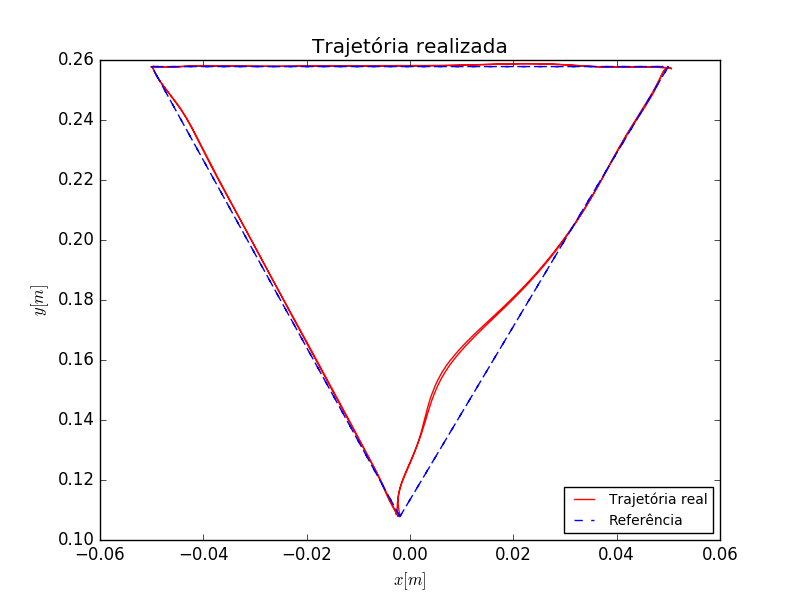 Trajetória realizada
0.26
0.24
0.22
0.20
0.18
0.16
0.14
0.12
0.10
y[m]
−0.06 −0.04 −0.02 0.00 0.02 0.04 0.06
x[m]
Trajetória real
Referência